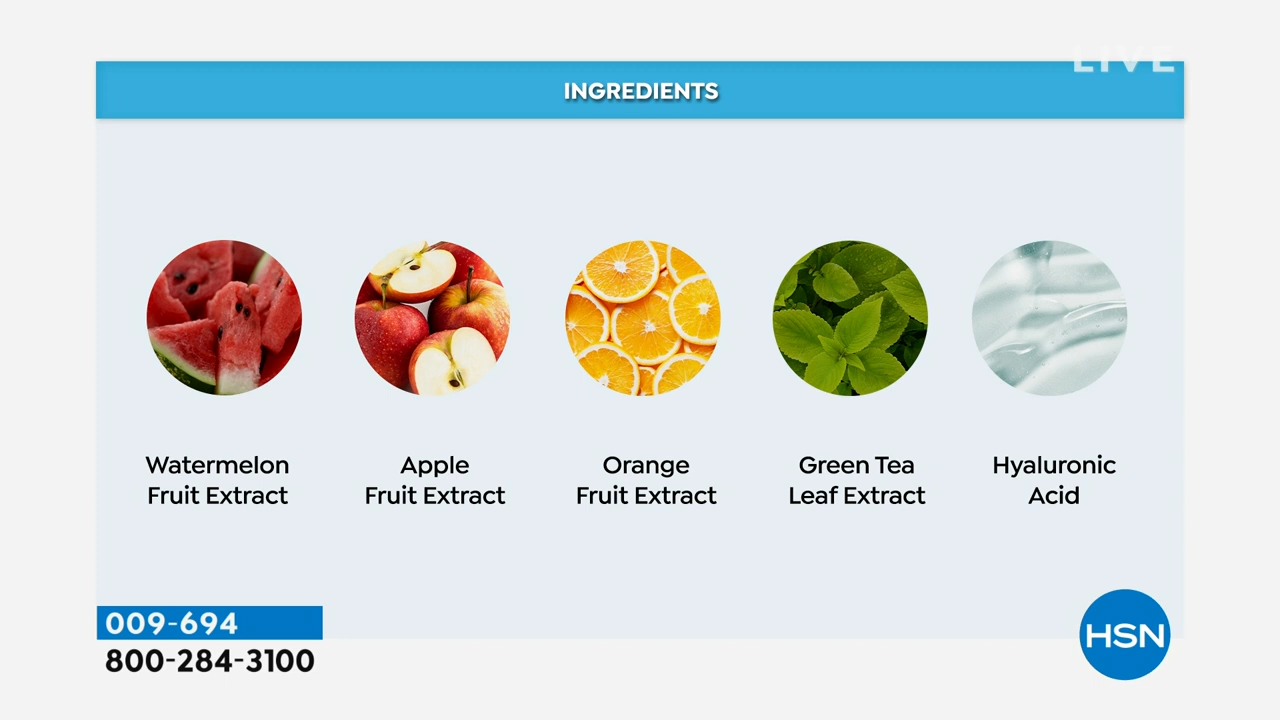 LIVE
INGREDIENTS
Watermelon
Fruit Extract
Apple
Fruit Extract
Orange
Fruit Extract
Green Tea
Leaf Extract
Hyaluronic
Acid
009-694
800-284-3100
HSN